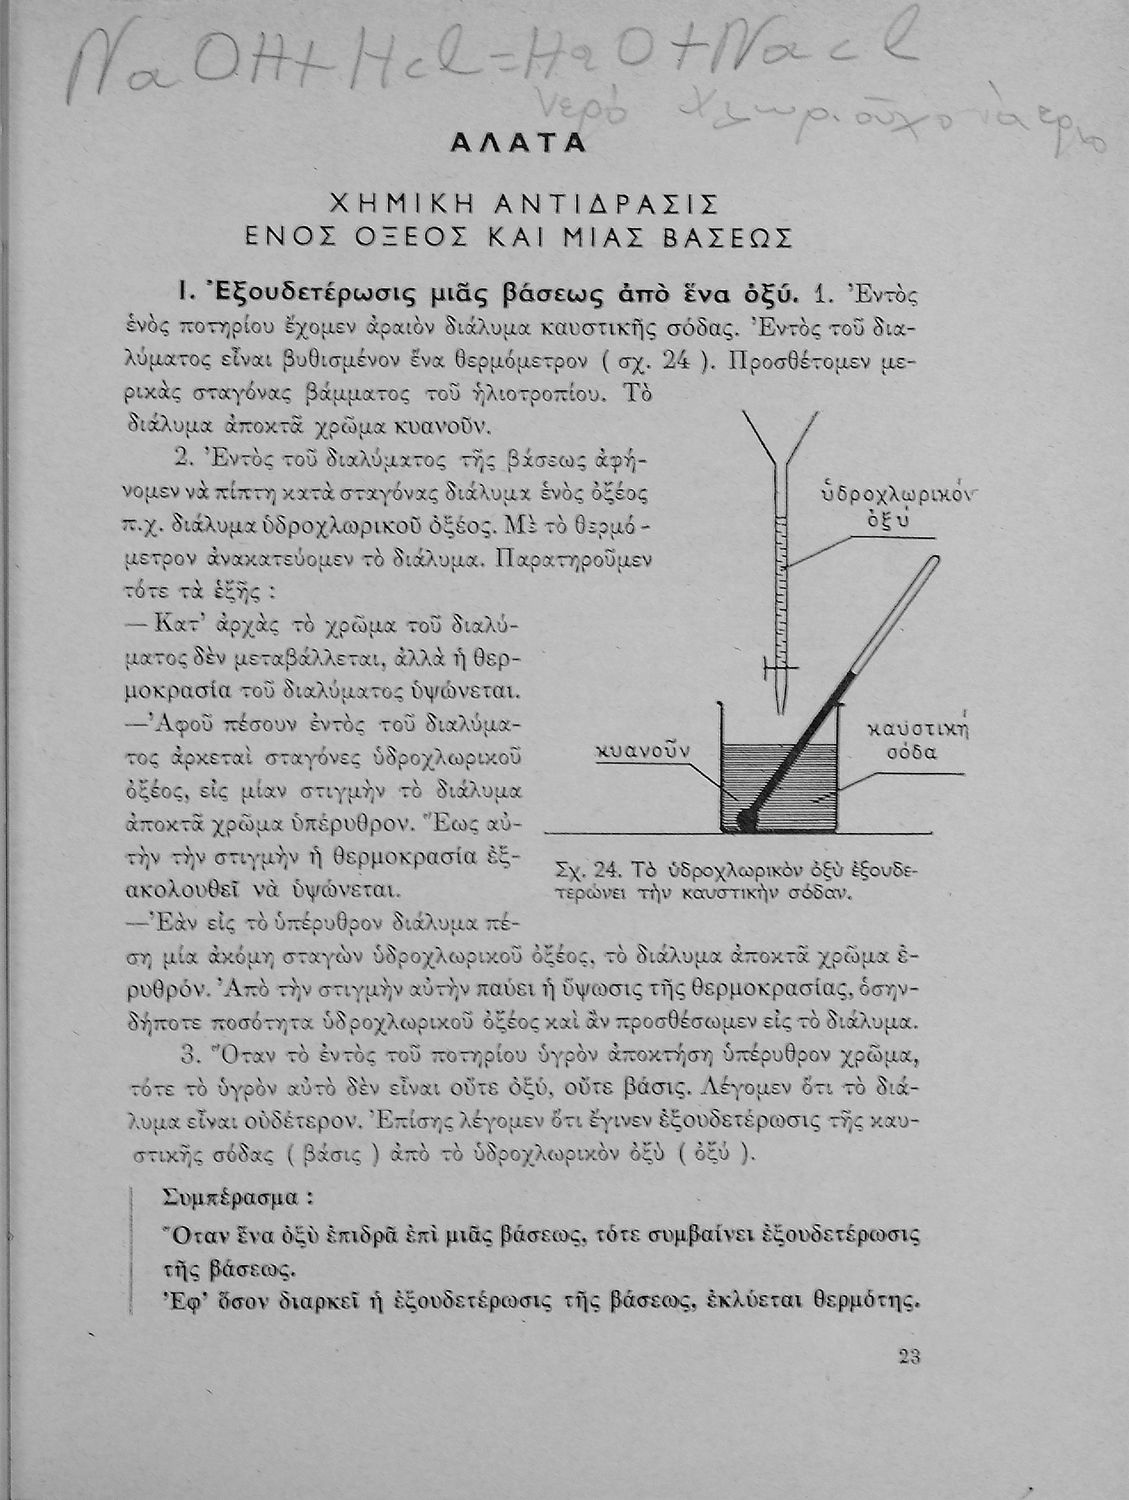 NaOH + Hcl = H2O + Nacl
νερό χλωριοῦχο νάτριο
ΑΛΑΤΑ
ΧΗΜΙΚΗ ΑΝΤΙΔΡΑΣΙΣ
ΕΝΟΣ ΟΞΕΟΣ ΚΑΙ ΜΙΑΣ ΒΑΣΕΩΣ
Ι. Ἐξουδετέρωσις μιᾶς βάσεως ἀπὸ ἕνα ὀξύ. 1. Ἐντὸς
ἑνὸς ποτηρίου ἔχομεν ἀραιὸν διάλυμα καυστικῆς σόδας. Ἐντὸς τοῦ δια-
λύματος εἶναι βυθισμένον ἕνα θερμόμετρον ( σχ. 24 ). Προσθέτομεν με-
ρικὰς σταγόνας βάμματος τοῦ ἡλιοτροπίου. Τὸ
διάλυμα ἀποκτᾶ χρῶμα κυανοῦν.
2. Ἐντὸς τοῦ διαλύματος τῆς βάσεως ἀφή-
νομεν νὰ πίπτη κατὰ σταγόνας διάλυμα ἑνὸς ὀξέος
π.χ. διάλυμα ὑδροχλωρικοῦ ὀξέος. Μὲ τὸ θερμό-
μετρον ἀνακατεύομεν τὸ διάλυμα. Παρατηροῦμεν
τότε τὰ ἑξῆς :
— Κατ' ἀρχὰς τὸ χρῶμα τοῦ διαλύ-
ματος δὲν μεταβάλλεται, ἀλλὰ ἡ θερ-
μοκρασία τοῦ διαλύματος ὑψώνεται.
—Ἀφοῦ πέσουν ἐντὸς τοῦ διαλύμα-
τος ἀρκεταὶ σταγόνες ὑδροχλωρικοῦ
ὀξέος, εἰς μίαν στιγμὴν τὸ διάλυμα
ἀποκτᾶ χρῶμα ὑπέρυθρον. Ἕως αὐ-
τὴν τὴν στιγμὴν ἡ θερμοκρασία ἐξ-
ακολουθεῖ νὰ ὑψώνεται.
—Ἐὰν εἰς τὸ ὑπέρυθρον διάλυμα πέ-
ση μία ἀκόμη σταγὼν ὑδροχλωρικοῦ ὀξέος, τὸ διάλυμα ἀποκτᾶ χρῶμα ἐ-
ρυθρόν. Ἀπὸ τὴν στιγμὴν αὐτὴν παύει ἡ ὕψωσις τῆς θερμοκρασίας, ὁσην-
δήποτε ποσότητα ὑδροχλωρικοῦ ὀξέος καὶ ἂν προσθέσωμεν εἰς τὸ διάλυμα.
3. Ὅταν τὸ ἐντὸς τοῦ ποτηρίου ὑγρὸν ἀποκτήση ὑπέρυθρον χρῶμα,
τότε τὸ ὑγρὸν αὐτὸ δὲν εἶναι οὔτε ὀξύ, οὔτε βάσις. Λέγομεν ὅτι τὸ διά-
λυμα εἶναι οὐδέτερον. Ἐπίσης λέγομεν ὅτι ἔγινεν ἐξουδετέρωσις τῆς καυ-
στικῆς σόδας ( βάσις ) ἀπὸ τὸ ὑδροχλωρικὸν ὀξὺ ( ὀξύ ).
ὑδροχλωρικόν
ὀξύ
κυανοῦν
καυστική
σόδα
Σχ. 24. Τὸ ὑδροχλωρικὸν ὀξὺ ἐξουδε-
τερώνει τὴν καυστικὴν σόδαν.
Συμπέρασμα :
Ὅταν ἕνα ὀξὺ ἐπιδρᾶ ἐπὶ μιᾶς βάσεως, τότε συμβαίνει ἐξουδετέρωσις
τῆς βάσεως.
Ἐφ' ὅσον διαρκεῖ ἡ ἐξουδετέρωσις τῆς βάσεως, ἐκλύεται θερμότης.
23